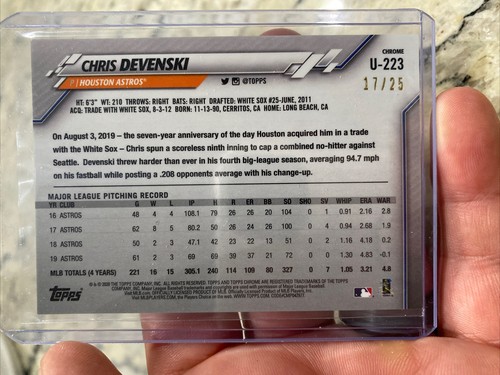 CHROME
CHRIS DEVENSKI U-223
P | HOUSTON ASTROS® @TOPPS 17/25
HT: 6'3" WT: 210 THROWS: RIGHT BATS: RIGHT DRAFTED: WHITE SOX #25-JUNE, 2011
ACQ: TRADE WITH WHITE SOX, 8-3-12 BORN: 11-13-90, CERRITOS, CA HOME: LONG BEACH, CA
On August 3, 2019 – the seven-year anniversary of the day Houston acquired him in a trade
with the White Sox – Chris spun a scoreless ninth inning to cap a combined no-hitter against
Seattle. Devenski threw harder than ever in his fourth big-league season, averaging 94.7 mph
on his fastball while posting a .208 opponents average with his change-up.
MAJOR LEAGUE PITCHING RECORD
YR CLUB G W L IP H R ER BB SO SHO SV WHIP ERA WAR
16 ASTROS 48 4 4 108.1 79 26 26 20 104 0 1 0.91 2.16 2.8
17 ASTROS 62 8 5 80.2 50 26 24 26 100 0 4 0.94 2.68 1.9
18 ASTROS 50 2 3 47.1 42 23 22 13 51 0 2 1.16 4.18 0.2
19 ASTROS 61 2 3 69 69 39 37 21 72 0 0 1.30 4.83 -0.1
MLB TOTALS (4 YEARS) 221 16 15 305.1 240 114 109 80 327 0 7 1.05 3.21 4.8
Topps